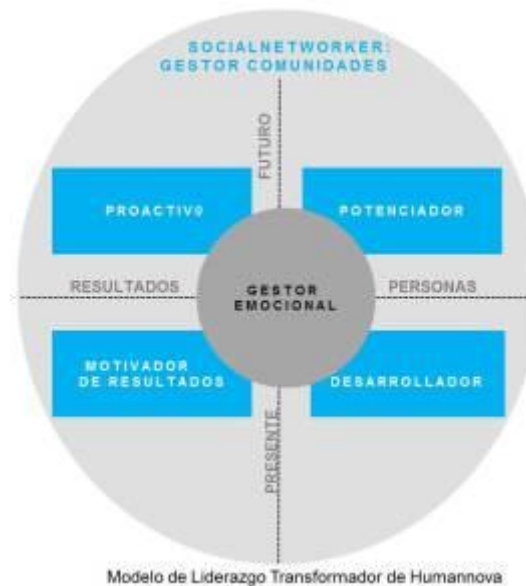 SOCIALNETWORKER:
GESTOR COMUNIDADES
FUTURO
PROACTIVO
POTENCIADOR
RESULTADOS
GESTOR
EMOCIONAL
PERSONAS
MOTIVADOR
DE RESULTADOS
DESARROLLADOR
PRESENTE
Modelo de Liderazgo Transformador de Humannova